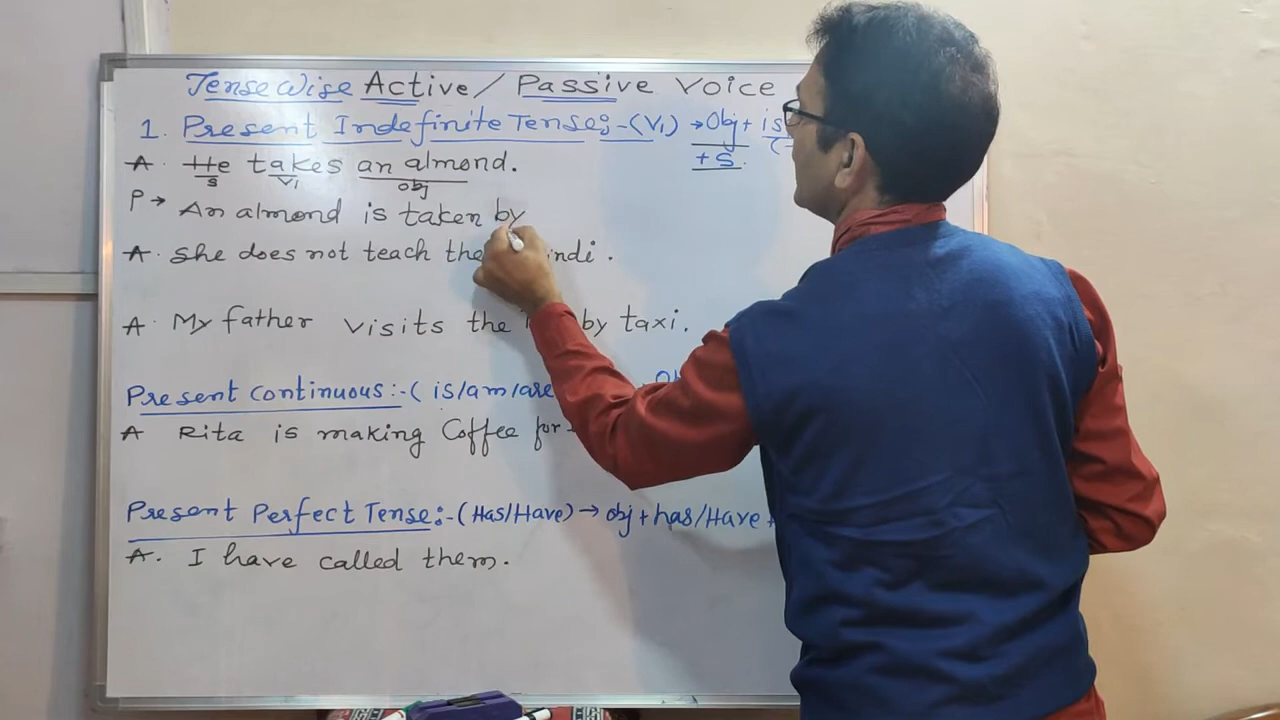 Tense Wise Active / Passive Voice
1. Present Indefinite Tense:-(V₁) → Obj + is
+ S.
A. He takes an almond.
S V₁ obj
P → An almond is taken by
A. She does not teach
A. My father visits the by taxi.
Present Continuous:-( is/am/are
A Rita is making Coffee for
Present Perfect Tense:-(Has/Have) → obj + has/Have +
A. I have called them.